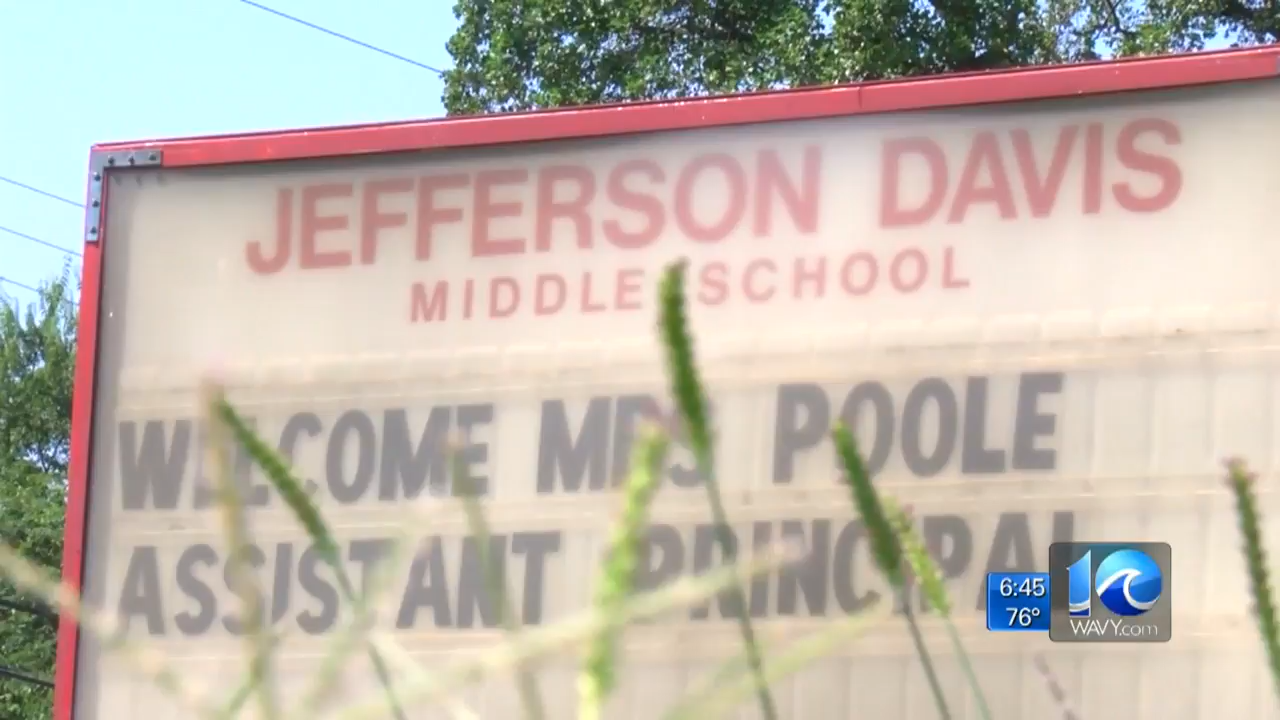 JEFFERSON DAVIS
MIDDLE SCHOOL
WELCOME MRS POOLE
ASSISTANT PRINCIPAL
6:45
76°
10
WAVY.com